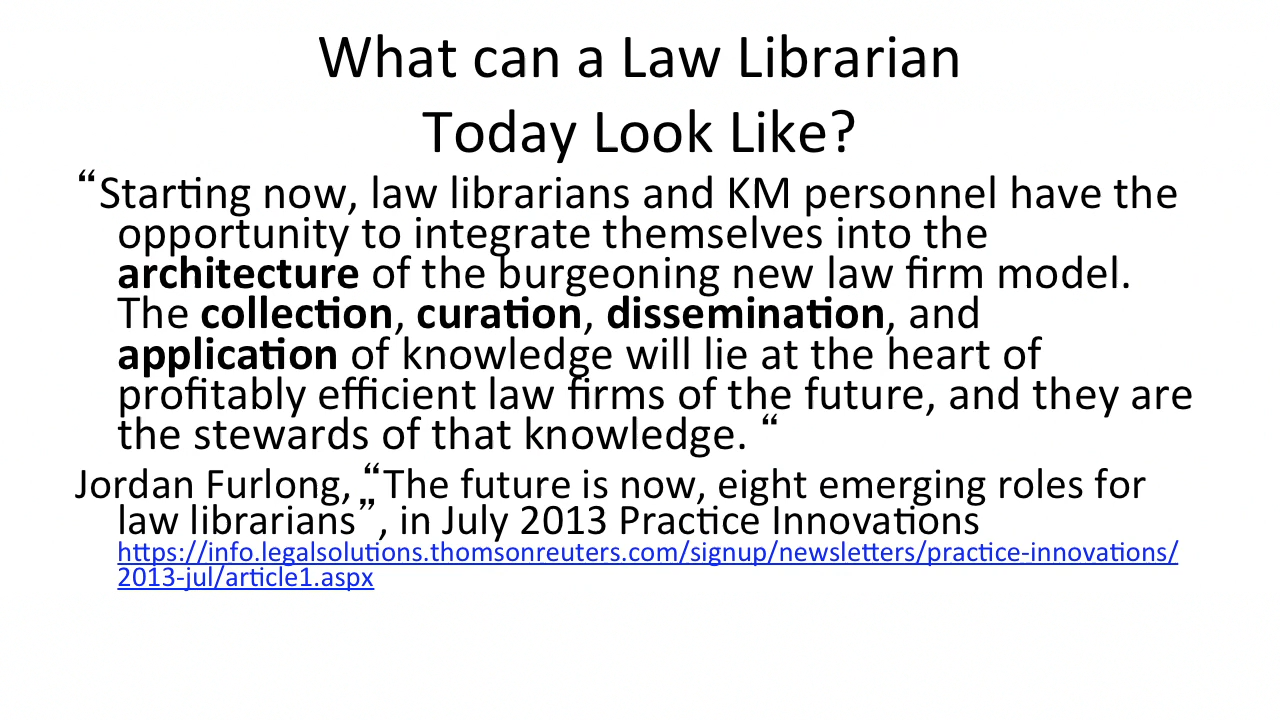 What can a Law Librarian
Today Look Like?
“Starting now, law librarians and KM personnel have the
opportunity to integrate themselves into the
architecture of the burgeoning new law firm model.
The collection, curation, dissemination, and
application of knowledge will lie at the heart of
profitably efficient law firms of the future, and they are
the stewards of that knowledge. “
Jordan Furlong, “The future is now, eight emerging roles for
law librarians”, in July 2013 Practice Innovations
https://info.legalsolutions.thomsonreuters.com/signup/newsletters/practice-innovations/
2013-jul/article1.aspx